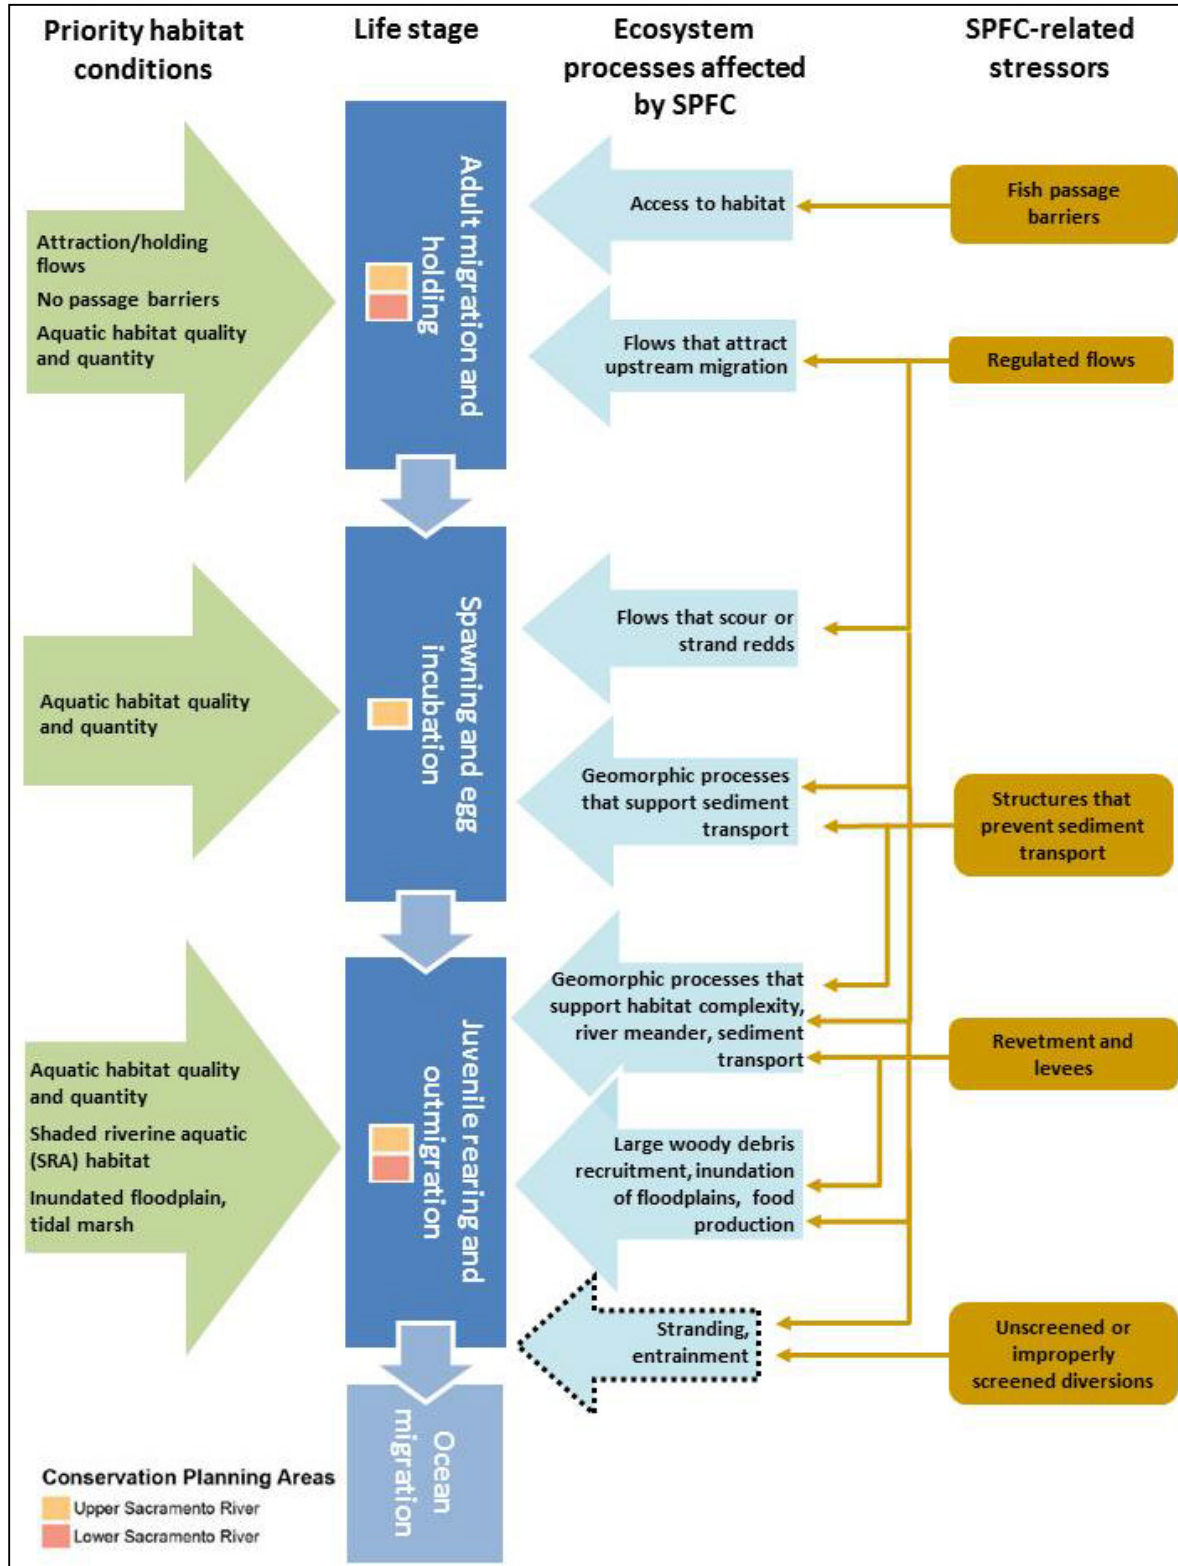 Priority habitat
conditions
Life stage
Ecosystem
processes affected
by SPFC
SPFC-related
stressors
Attraction/holding
flows
No passage barriers
Aquatic habitat quality
and quantity
Adult migration and
holding
Access to habitat
Flows that attract
upstream migration
Fish passage
barriers
Regulated flows
Aquatic habitat quality
and quantity
Spawning and egg
incubation
Flows that scour or
strand redds
Geomorphic processes
that support sediment
transport
Structures that
prevent sediment
transport
Aquatic habitat quality
and quantity
Shaded riverine aquatic
(SRA) habitat
Inundated floodplain,
tidal marsh
Juvenile rearing and
outmigration
Geomorphic processes that
support habitat complexity,
river meander, sediment
transport
Large woody debris
recruitment, inundation
of floodplains, food
production
Stranding,
entrainment
Revetment and
levees
Unscreened or
improperly
screened diversions
Ocean
migration
Conservation Planning Areas
Upper Sacramento River
Lower Sacramento River